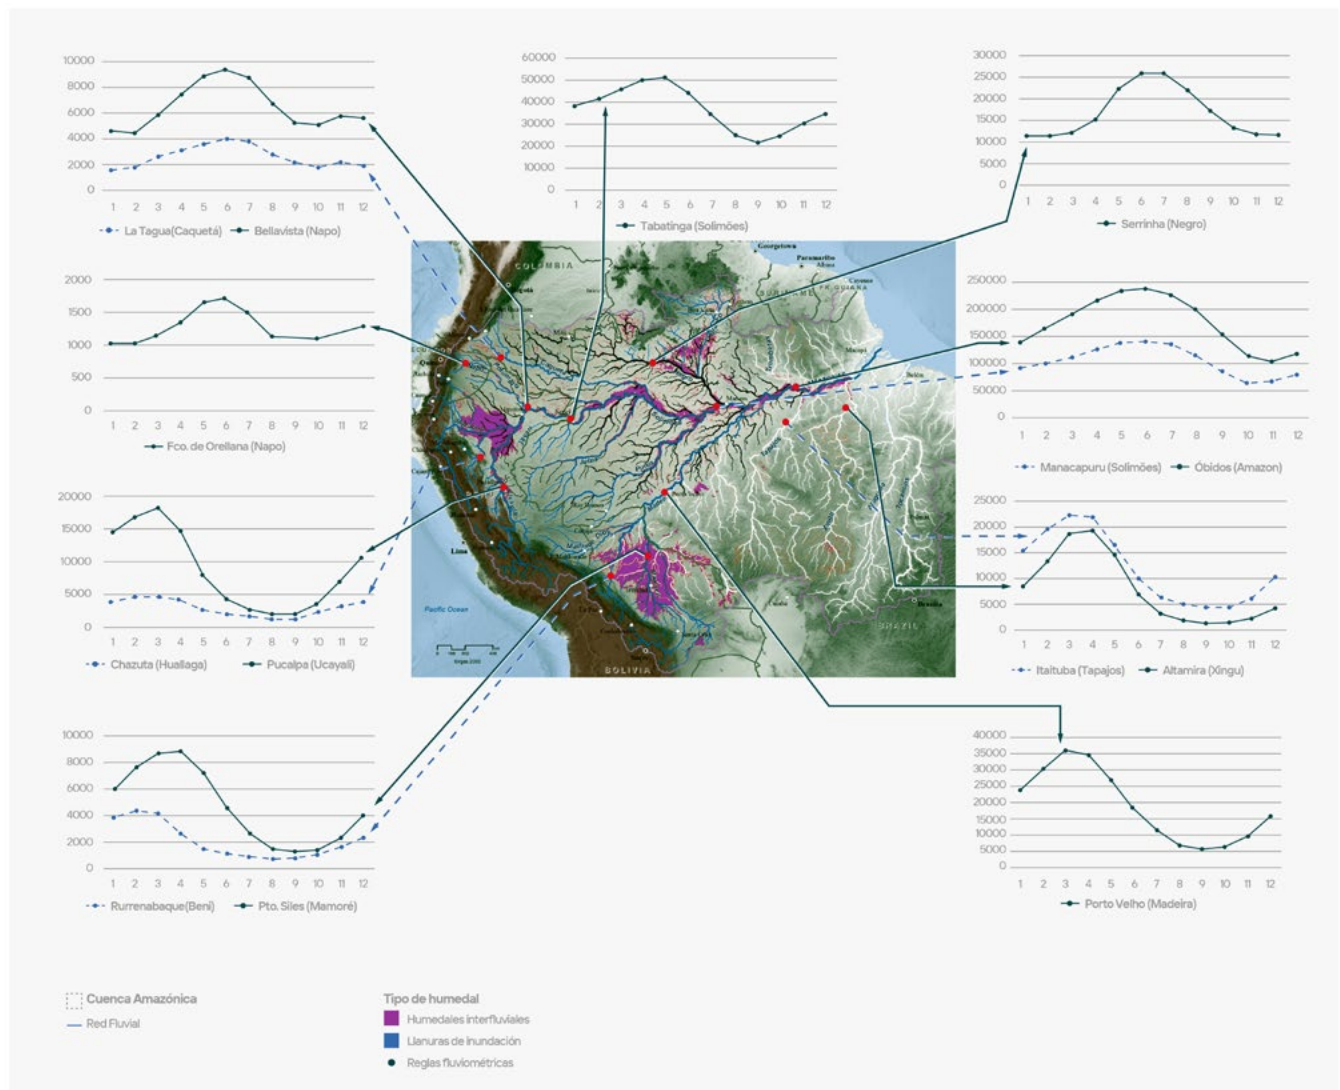 10000
8000
6000
4000
2000
0
1 2 3 4 5 6 7 8 9 10 11 12
La Tagua(Caquetá) Bellavista (Napo)
60000
50000
40000
30000
20000
10000
0
1 2 3 4 5 6 7 8 9 10 11 12
Tabatinga (Solimões)
30000
25000
20000
15000
10000
5000
0
1 2 3 4 5 6 7 8 9 10 11 12
Serrinha (Negro)
2000
1500
1000
500
0
1 2 3 4 5 6 7 8 9 10 11 12
Fco. de Orellana (Napo)
Georgetown
Paramaribo
COLOMBIA
SURINAME
Cayenne
FR GUIANA
Macapá
Belén
Lima
Pacific Ocean
BRAZIL
Brasilia
BOLIVIA
250000
200000
150000
100000
50000
0
1 2 3 4 5 6 7 8 9 10 11 12
Manacapuru (Solimões) Óbidos (Amazon)
20000
15000
10000
5000
0
1 2 3 4 5 6 7 8 9 10 11 12
Chazuta (Huallaga) Pucalpa (Ucayali)
25000
20000
15000
10000
5000
0
1 2 3 4 5 6 7 8 9 10 11 12
Itaituba (Tapajos) Altamira (Xingu)
10000
8000
6000
4000
2000
0
1 2 3 4 5 6 7 8 9 10 11 12
Rurrenabaque(Beni) Pto. Siles (Mamoré)
40000
35000
30000
25000
20000
15000
10000
5000
0
1 2 3 4 5 6 7 8 9 10 11 12
Porto Velho (Madeira)
Cuenca Amazónica
Red Fluvial
Tipo de humedal
Humedales interfluviales
Llanuras de inundación
Reglas fluviométricas